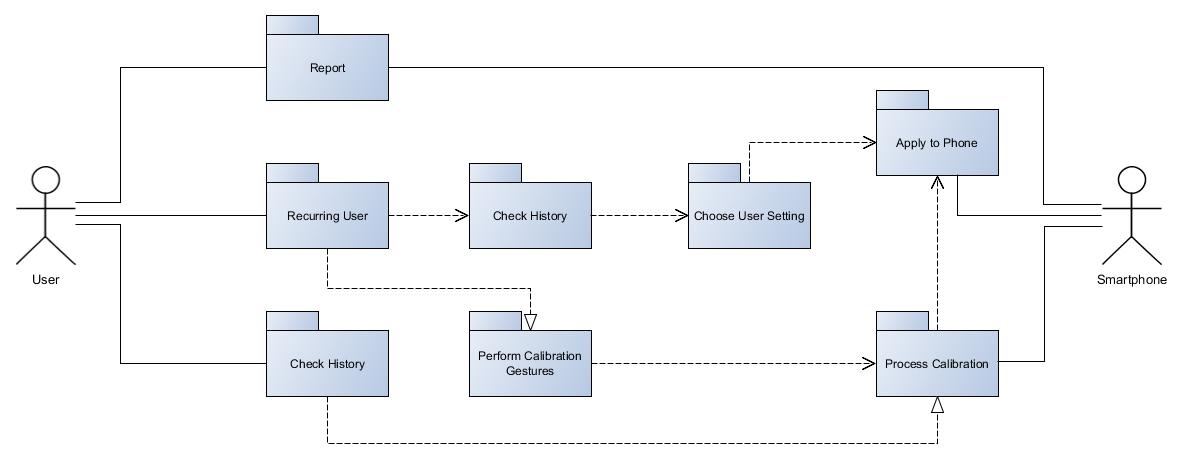 Report
Apply to Phone
Recurring User
Check History
Choose User Setting
User
Smartphone
Check History
Perform Calibration
Gestures
Process Calibration